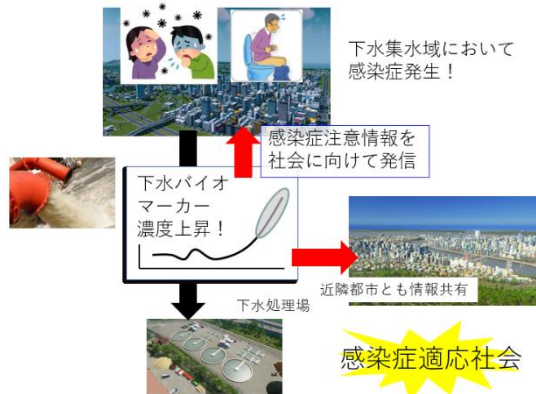 下水集水域において
感染症発生！
感染症注意情報を
社会に向けて発信
下水バイオ
マーカー
濃度上昇！
近隣都市とも情報共有
下水処理場
感染症適応社会